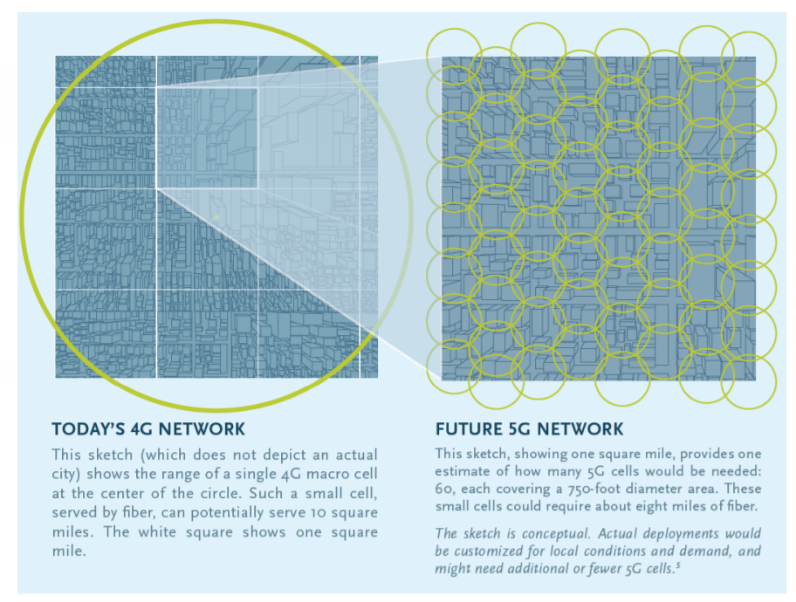 TODAY'S 4G NETWORK
This sketch (which does not depict an actual
city) shows the range of a single 4G macro cell
at the center of the circle. Such a small cell,
served by fiber, can potentially serve 10 square
miles. The white square shows one square
mile.
FUTURE 5G NETWORK
This sketch, showing one square mile, provides one
estimate of how many 5G cells would be needed:
60, each covering a 750-foot diameter area. These
small cells could require about eight miles of fiber.
The sketch is conceptual. Actual deployments would
be customized for local conditions and demand, and
might need additional or fewer 5G cells.⁵